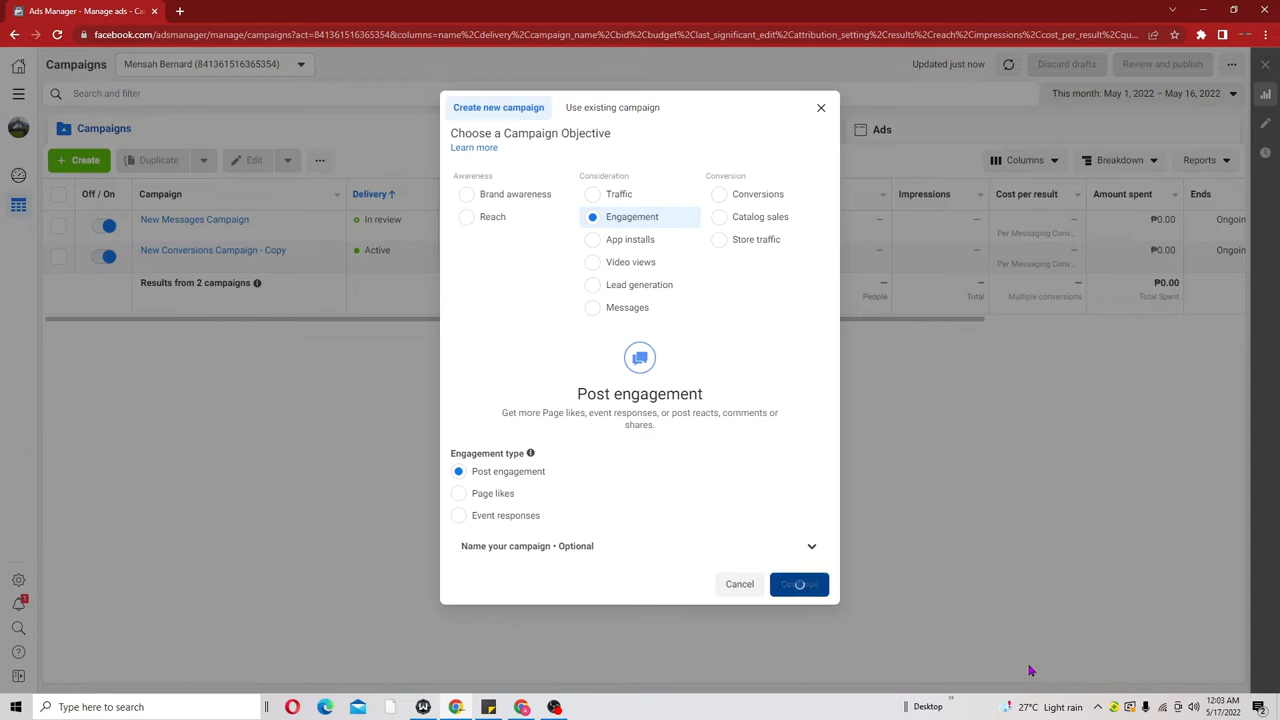 Ads Manager - Manage ads - Ca
facebook.com/adsmanager/manage/campaigns?act=841361516365354&columns=name%2Cdelivery%2Ccampaign_name%2Cbid%2Cbudget%2Clast_significant_edit%2Cattribution_setting%2Cresults%2Creach%2Cimpressions%2Ccost_per_result%2Cqu...
Campaigns
Mensah Bernard (841361516365354)
Updated just now
Discard drafts
Review and publish
Search and filter
This month: May 1, 2022 – May 16, 2022
Campaigns
Ads
+ Create
Duplicate
Edit
Columns
Breakdown
Reports
Off / On
Campaign
Delivery ↑
Impressions
Cost per result
Amount spent
Ends
New Messages Campaign
In review
—
—
₱0.00
Ongoin
Per Messaging Conv...
New Conversions Campaign - Copy
Active
—
—
₱0.00
Ongoin
Per Messaging Conv...
Results from 2 campaigns
—
—
—
₱0.00
People
Total
Multiple conversions
Total Spent
Create new campaign
Use existing campaign
Choose a Campaign Objective
Learn more
Awareness
Consideration
Conversion
Brand awareness
Traffic
Conversions
Reach
Engagement
Catalog sales
App installs
Store traffic
Video views
Lead generation
Messages
Post engagement
Get more Page likes, event responses, or post reacts, comments or
shares.
Engagement type
Post engagement
Page likes
Event responses
Name your campaign • Optional
Cancel
Continue
Type here to search
Desktop
»
27°C Light rain
12:03 AM
5/17/2022